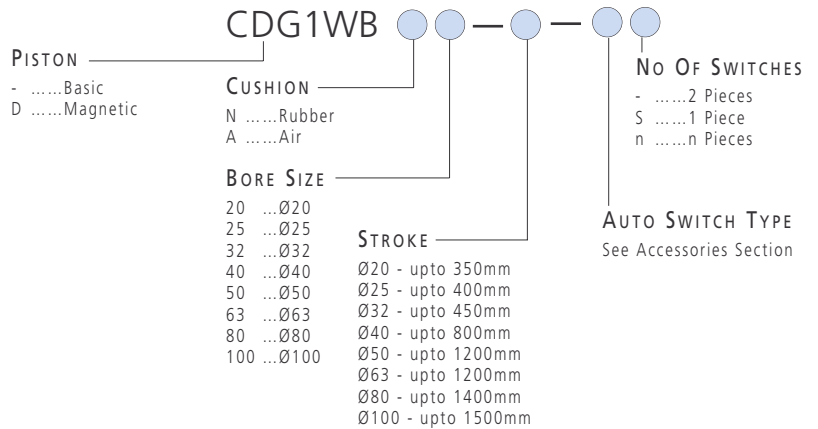 CDG1WB — —
PISTON
- ......Basic
D ......Magnetic
CUSHION
N ......Rubber
A ......Air
BORE SIZE
20 ...Ø20
25 ...Ø25
32 ...Ø32
40 ...Ø40
50 ...Ø50
63 ...Ø63
80 ...Ø80
100 ...Ø100
STROKE
Ø20 - upto 350mm
Ø25 - upto 400mm
Ø32 - upto 450mm
Ø40 - upto 800mm
Ø50 - upto 1200mm
Ø63 - upto 1200mm
Ø80 - upto 1400mm
Ø100 - upto 1500mm
NO OF SWITCHES
- ......2 Pieces
S ......1 Piece
n ......n Pieces
AUTO SWITCH TYPE
See Accessories Section